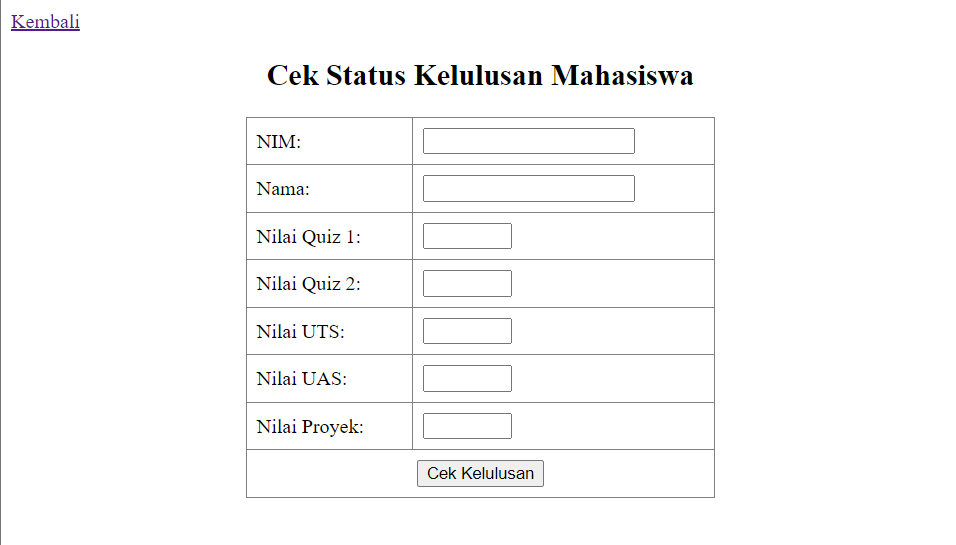 Kembali
Cek Status Kelulusan Mahasiswa
NIM:
Nama:
Nilai Quiz 1:
Nilai Quiz 2:
Nilai UTS:
Nilai UAS:
Nilai Proyek:
Cek Kelulusan